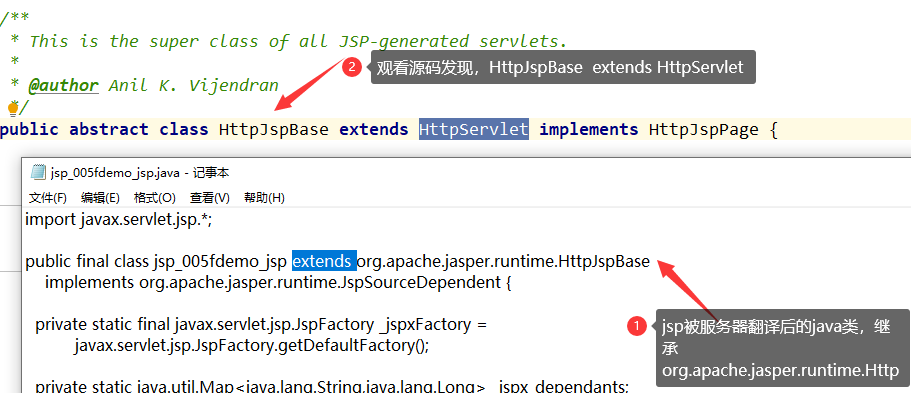 /**
* This is the super class of all JSP-generated servlets.
*
* @author Anil K. Vijendran
*/
2 观看源码发现，HttpJspBase extends HttpServlet
public abstract class HttpJspBase extends HttpServlet implements HttpJspPage {
jsp_005fdemo_jsp.java - 记事本
文件(F) 编辑(E) 格式(O) 查看(V) 帮助(H)
import javax.servlet.jsp.*;
public final class jsp_005fdemo_jsp extends org.apache.jasper.runtime.HttpJspBase
implements org.apache.jasper.runtime.JspSourceDependent {
private static final javax.servlet.jsp.JspFactory _jspxFactory =
javax.servlet.jsp.JspFactory.getDefaultFactory();
private static java.util.Map<java.lang.String,java.lang.Long> _jspx_dependants;
1 jsp被服务器翻译后的java类，继
承
org.apache.jasper.runtime.Http